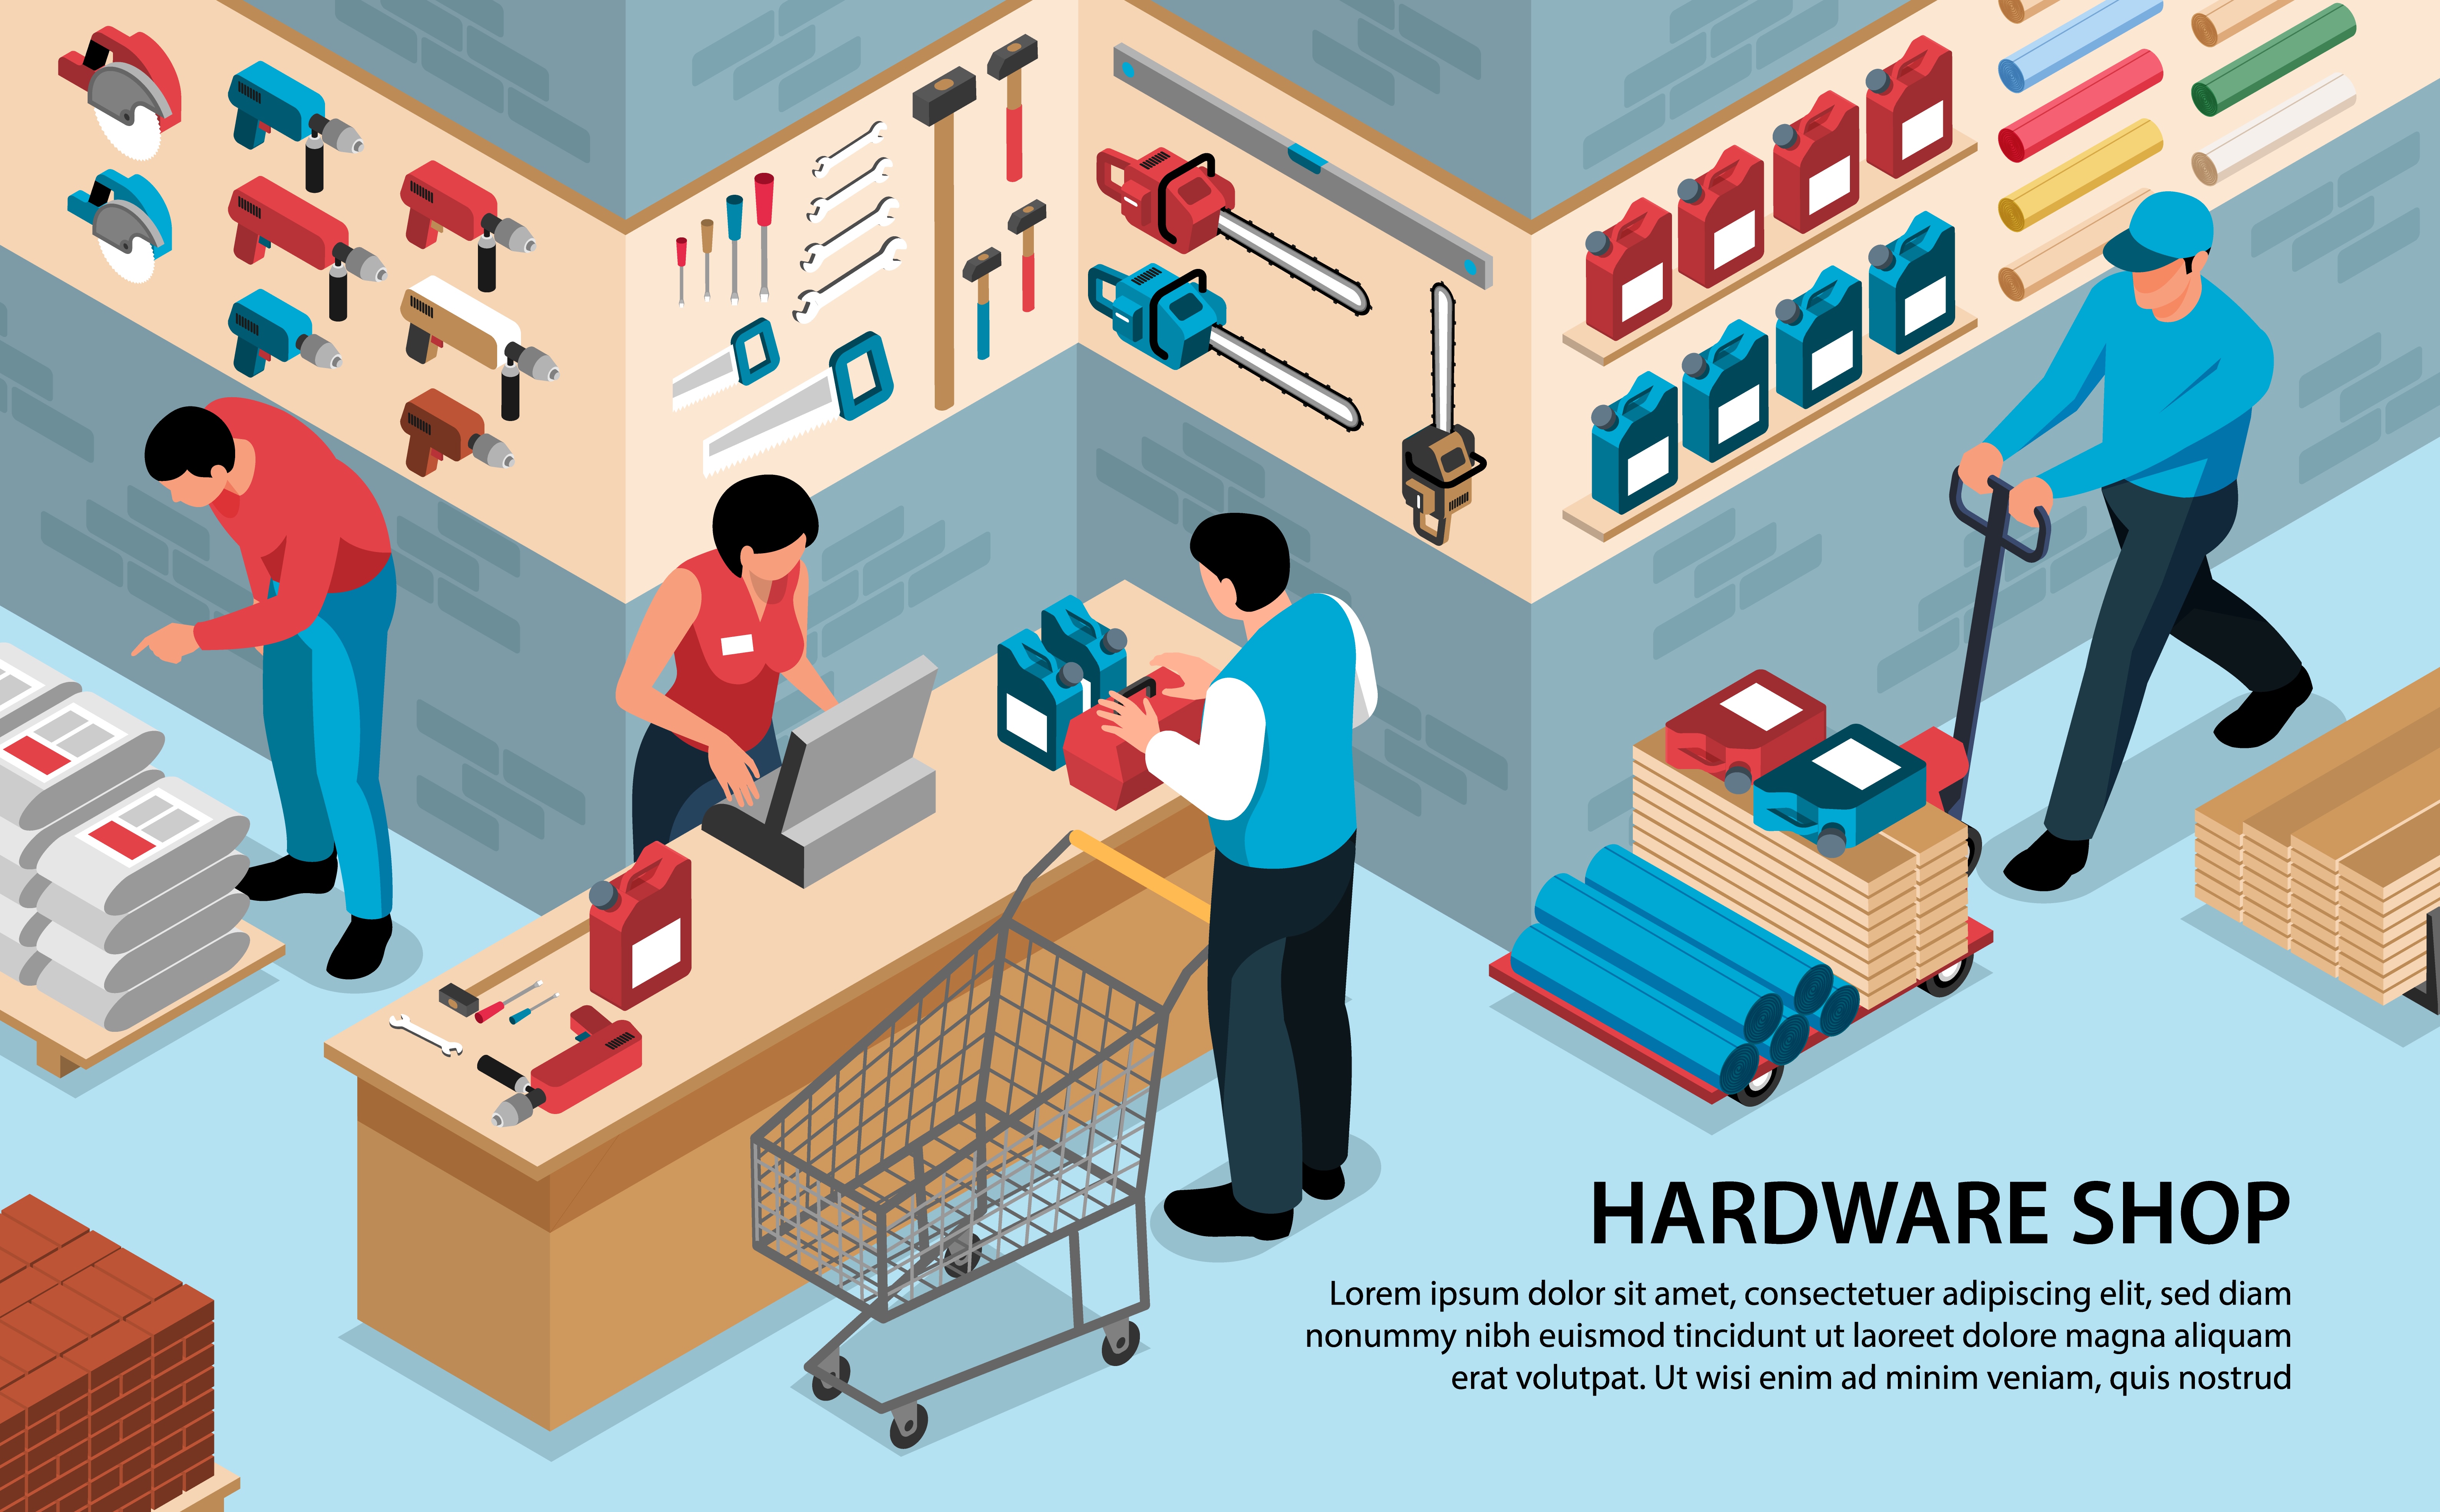 HARDWARE SHOP
Lorem ipsum dolor sit amet, consectetuer adipiscing elit, sed diam
nonummy nibh euismod tincidunt ut laoreet dolore magna aliquam
erat volutpat. Ut wisi enim ad minim veniam, quis nostrud